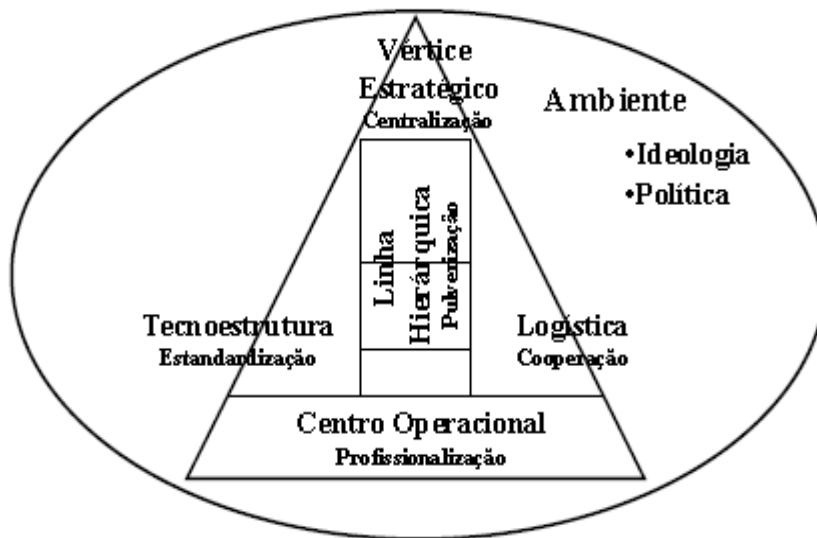 Vértice
Estratégico
Centralização
Ambiente
•Ideologia
•Política
Linha
Hierárquica
Pulverização
Tecnoestrutura
Estandardização
Logística
Cooperação
Centro Operacional
Profissionalização